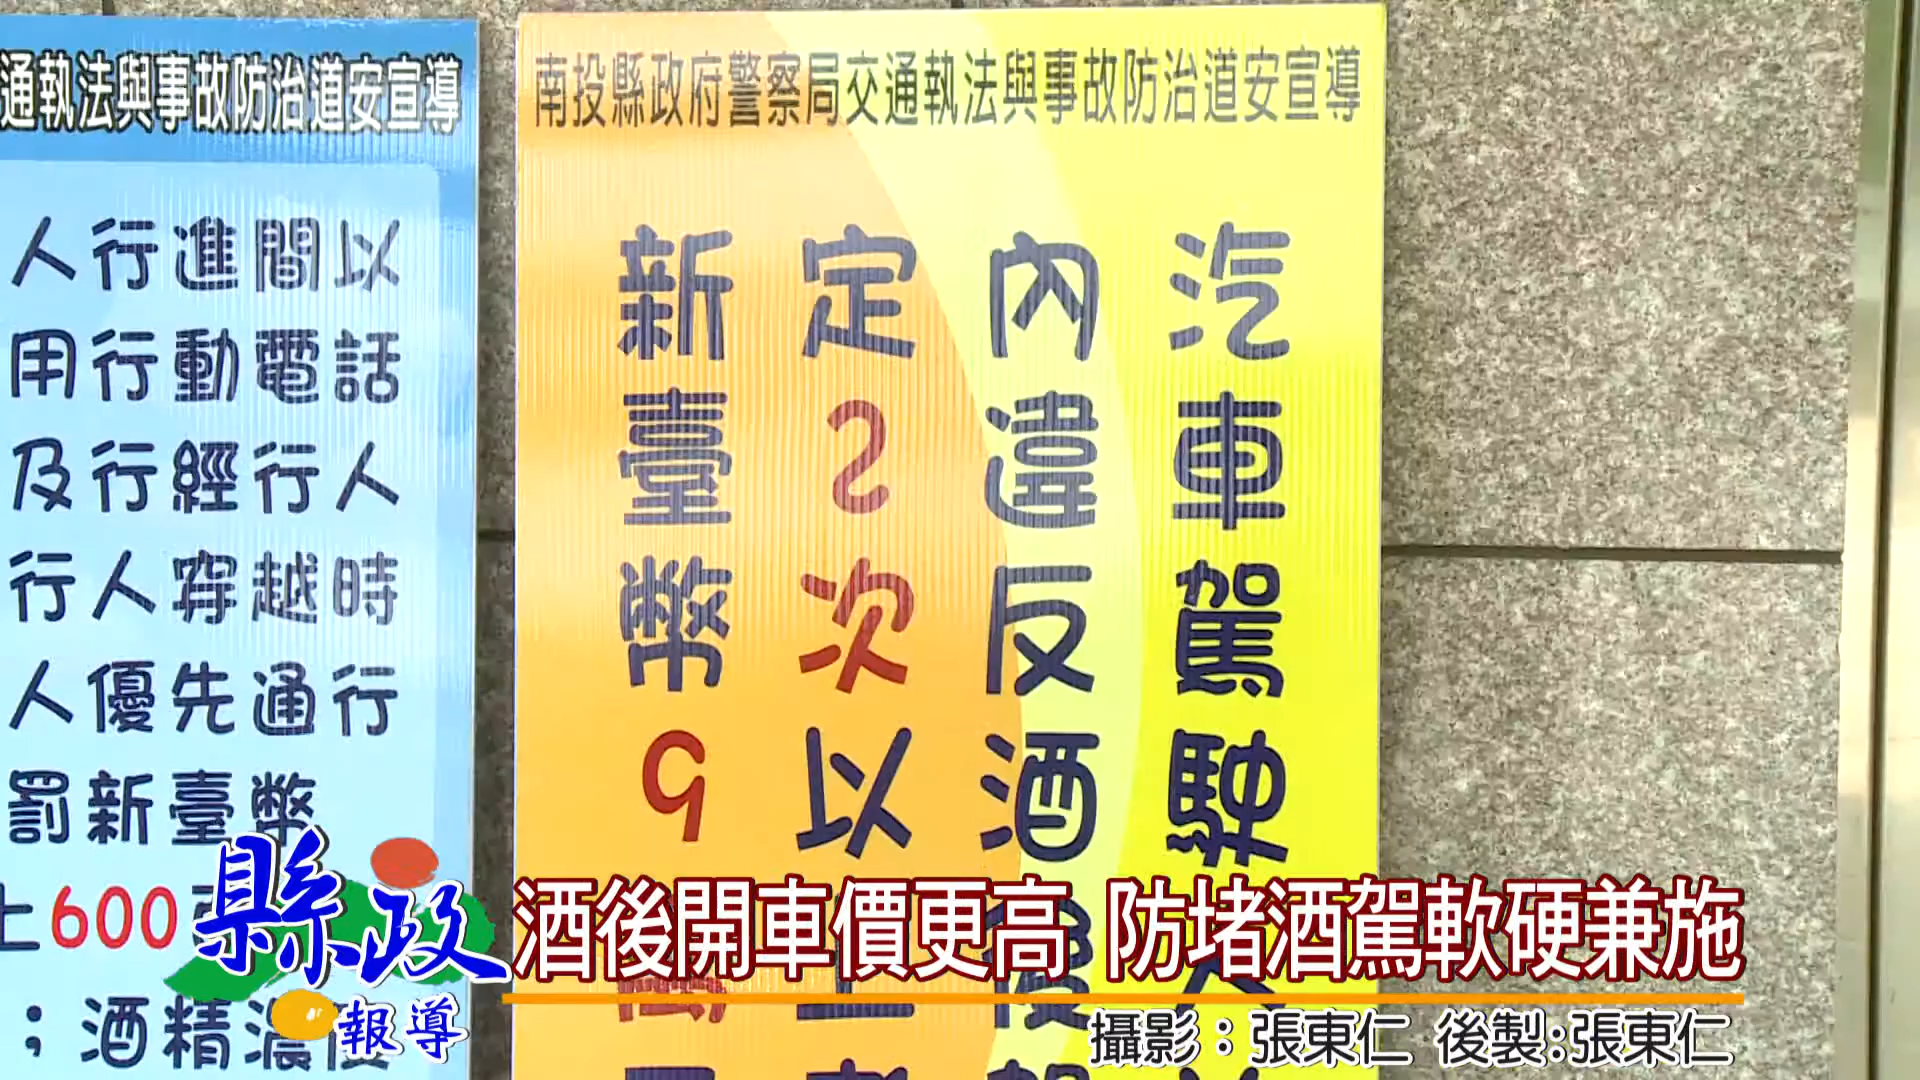 通執法與事故防治道安宣導
人行進間以
用行動電話
及行經行人
行人穿越時
人優先通行
罰新臺幣
上600
；酒精濃度
南投縣政府警察局交通執法與事故防治道安宣導
汽車駕駛
內違反酒
定2次以上
新臺幣9萬
縣政
報導
酒後開車價更高 防堵酒駕軟硬兼施
攝影：張東仁 後製:張東仁